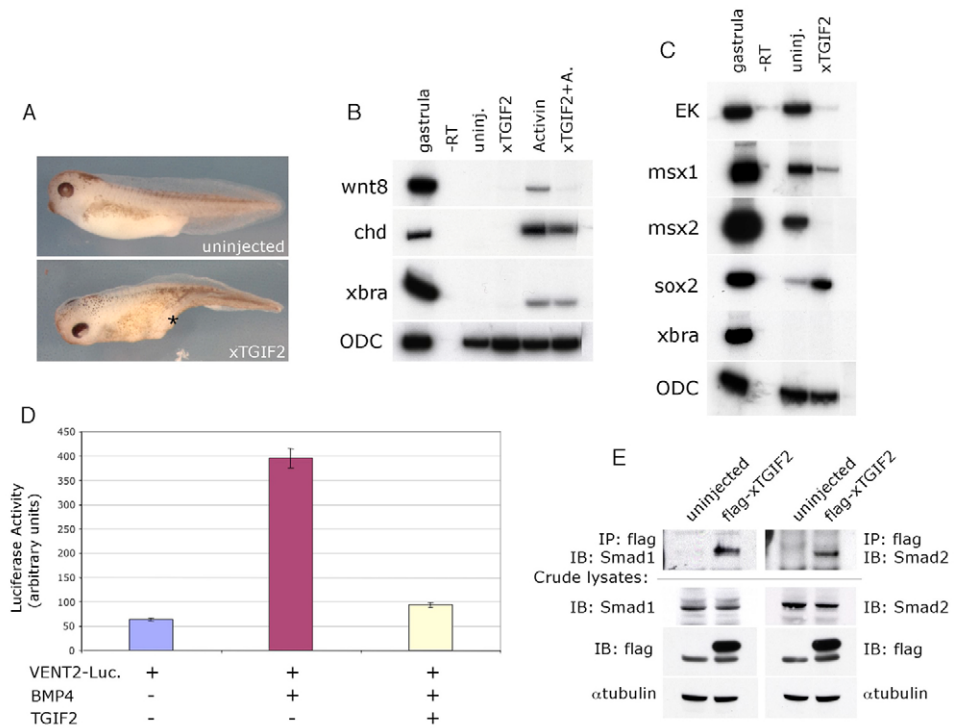 A
uninjected
*
xTGIF2
B
gastrula
-RT
uninj.
xTGIF2
Activin
xTGIF2+A.
wnt8
chd
xbra
ODC
C
gastrula
-RT
uninj.
xTGIF2
EK
msx1
msx2
sox2
xbra
ODC
D
Luciferase Activity
(arbitrary units)
450
400
350
300
250
200
150
100
50
0
VENT2-Luc. + + +
BMP4 - + +
TGIF2 - - +
E
uninjected
flag-xTGIF2
uninjected
flag-xTGIF2
IP: flag
IB: Smad1
IP: flag
IB: Smad2
Crude lysates:
IB: Smad1
IB: Smad2
IB: flag
IB: flag
αtubulin
αtubulin